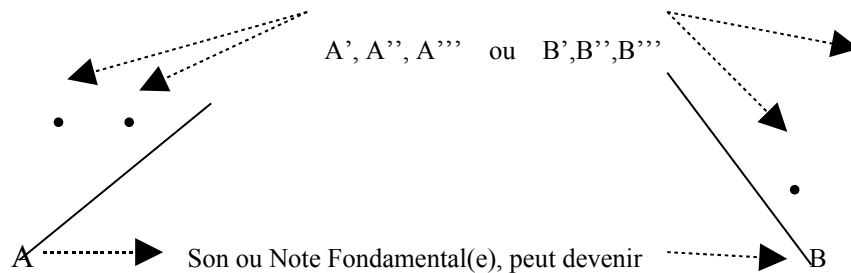 A’, A’’, A’’’ ou B’,B’’,B’’’
A Son ou Note Fondamental(e), peut devenir B